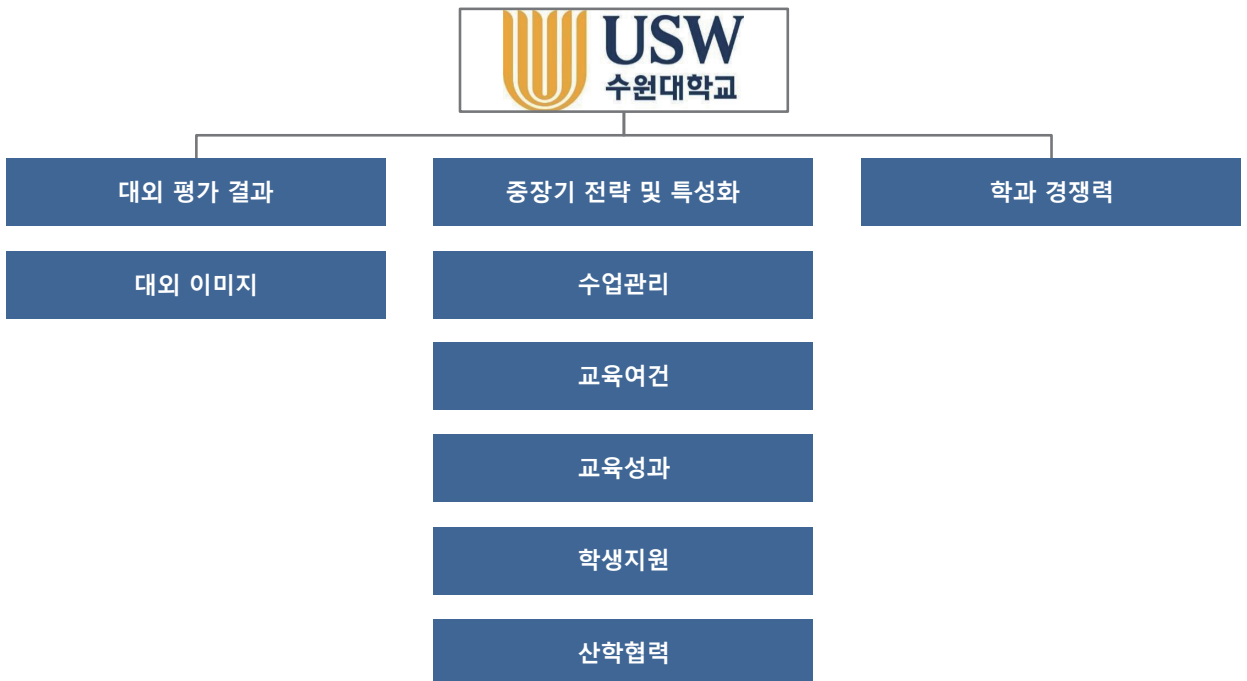 USW
수원대학교
대외 평가 결과
중장기 전략 및 특성화
학과 경쟁력
대외 이미지
수업관리
교육여건
교육성과
학생지원
산학협력